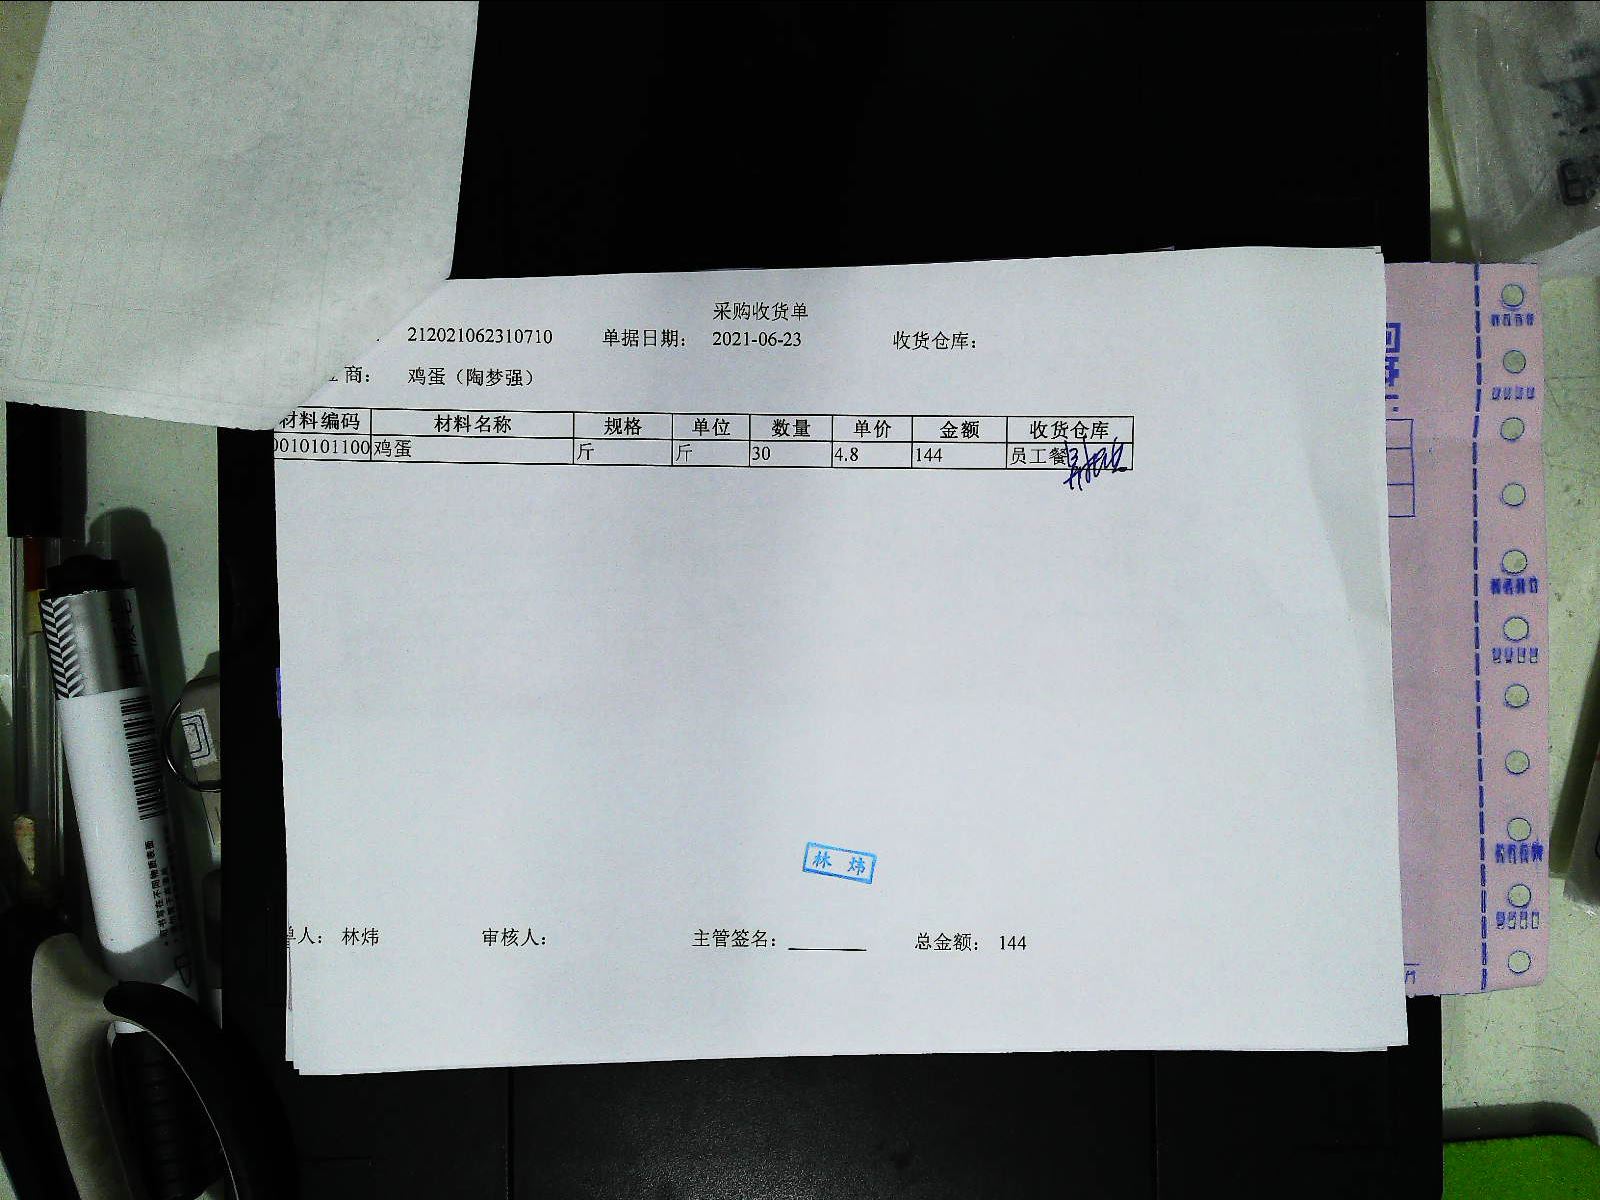 采购收货单
212021062310710 单据日期： 2021-06-23 收货仓库：
商： 鸡蛋（陶梦强）
材料编码 材料名称 规格 单位 数量 单价 金额 收货仓库
0010101100 鸡蛋 斤 斤 30 4.8 144 员工餐
林 炜
单人： 林炜 审核人： 主管签名： 总金额： 144